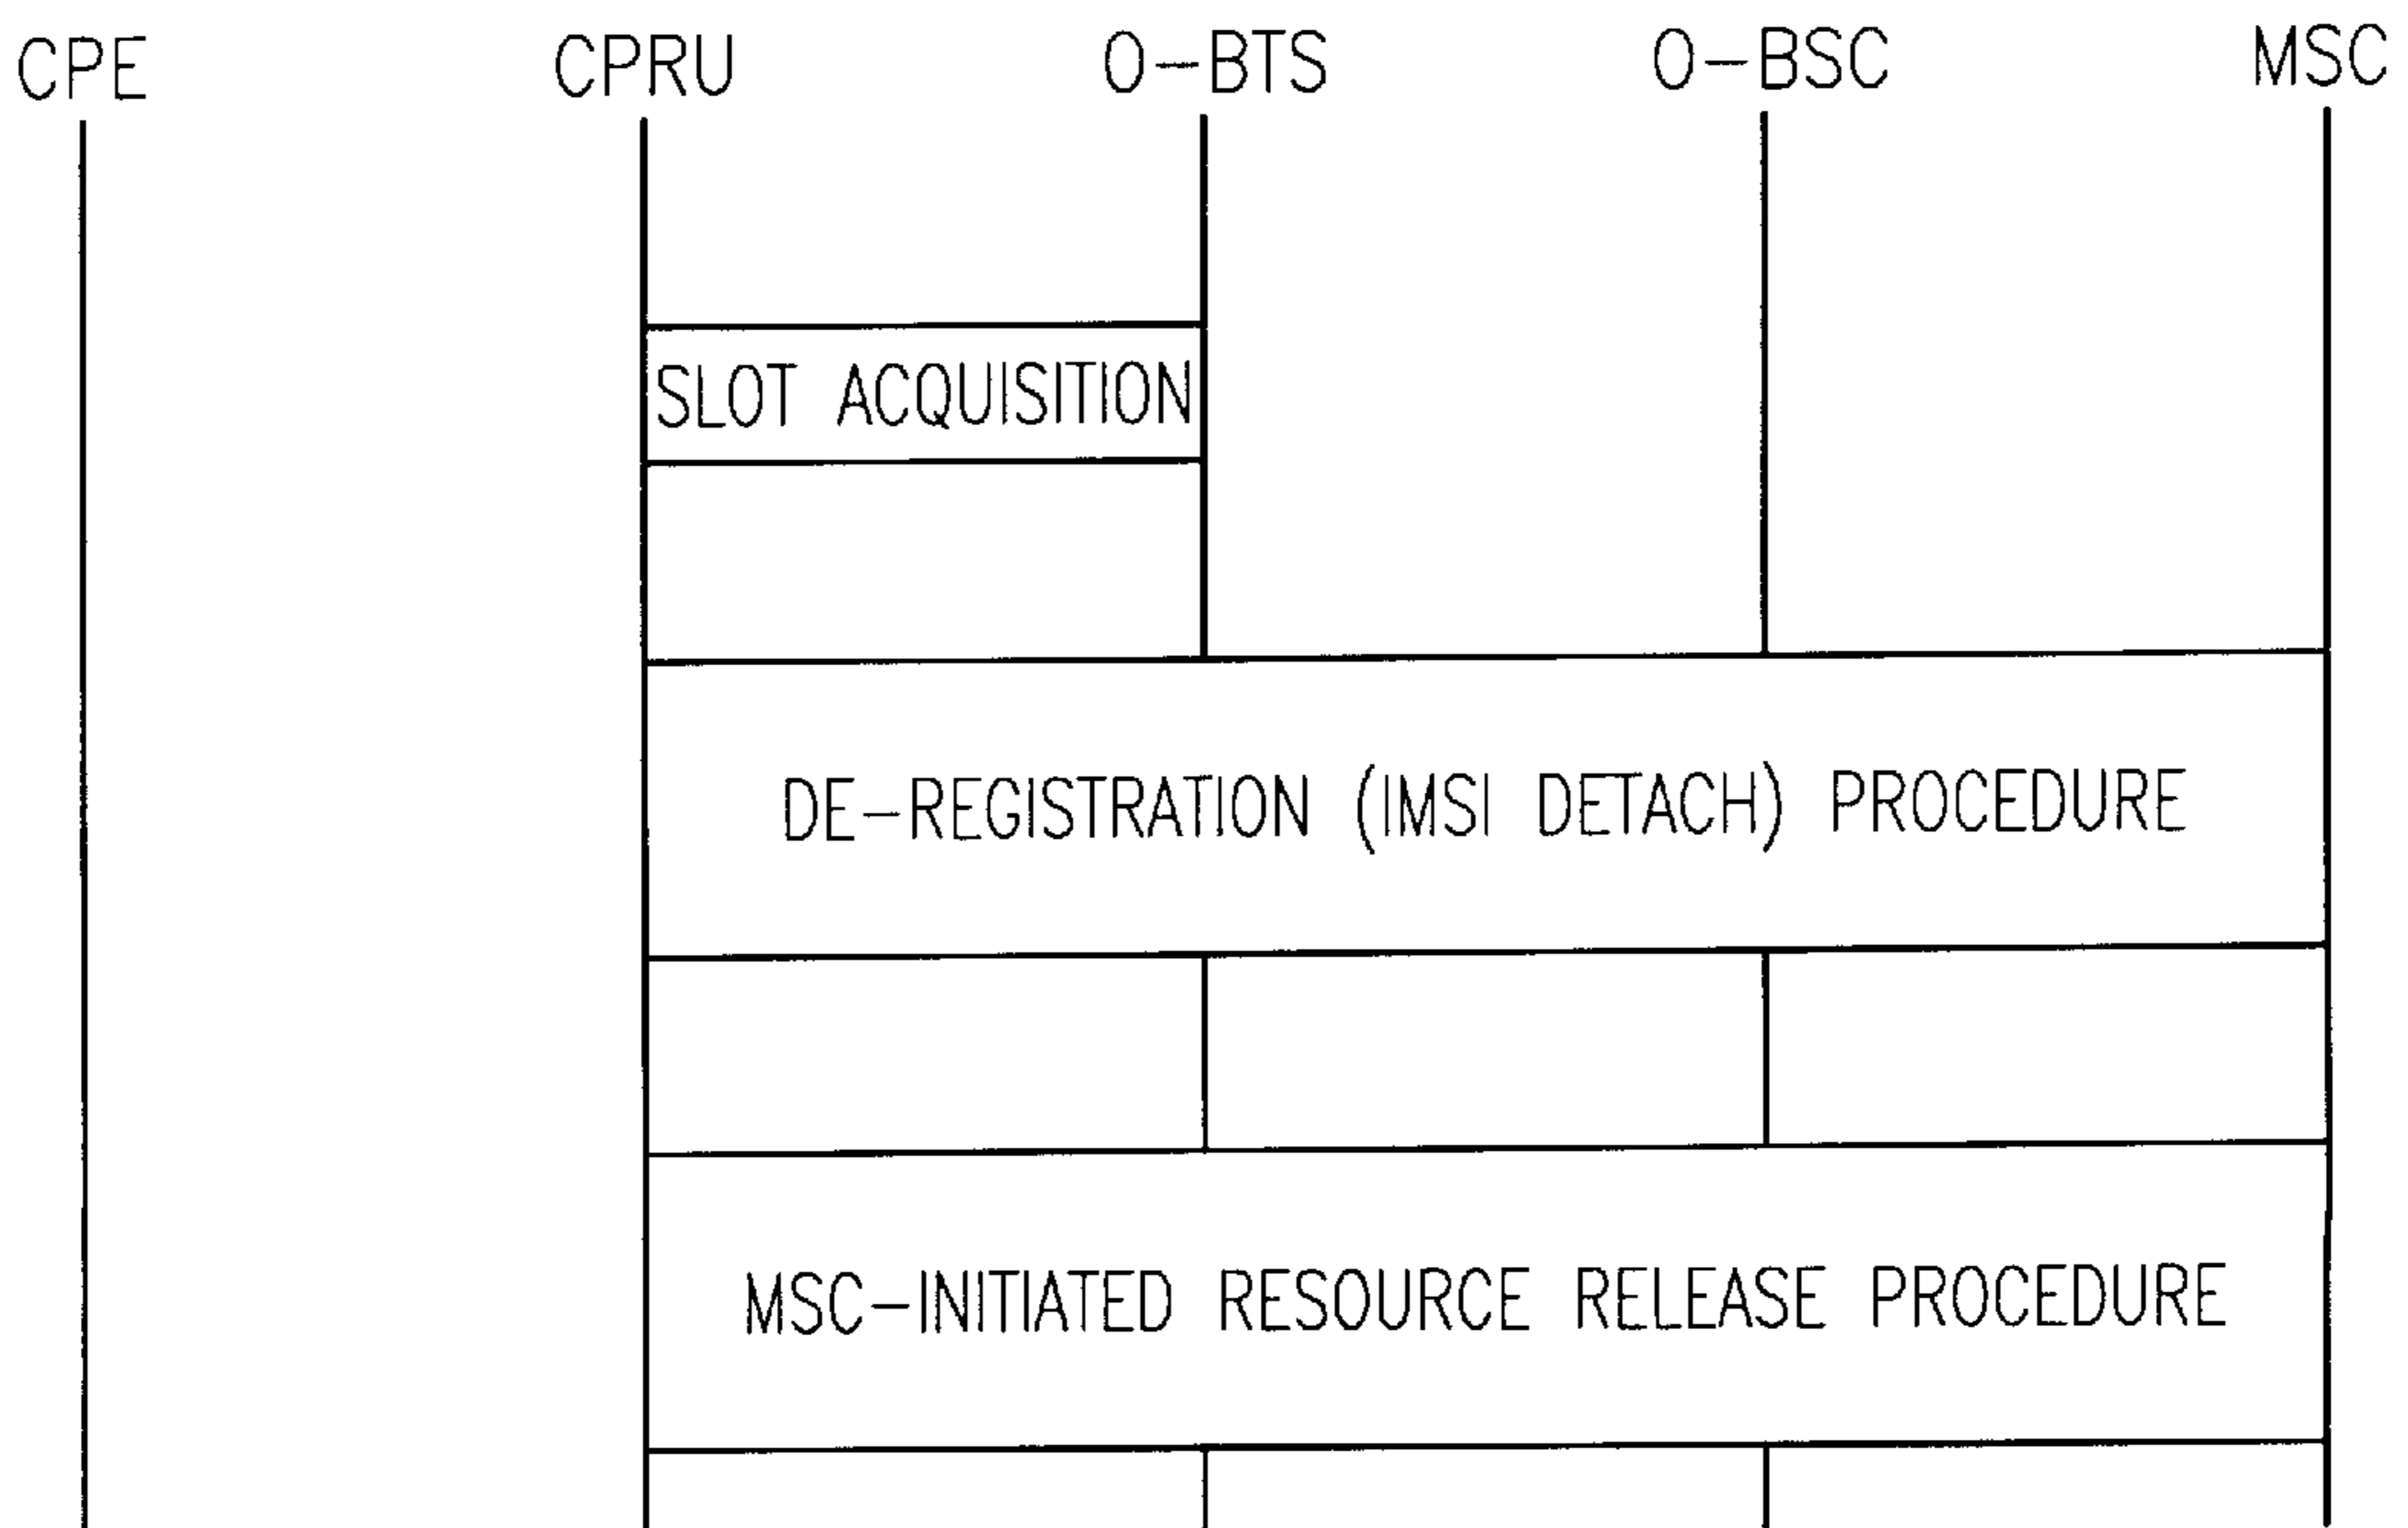 CPE CPRU O-BTS O-BSC MSC
SLOT ACQUISITION
DE-REGISTRATION (IMSI DETACH) PROCEDURE
MSC-INITIATED RESOURCE RELEASE PROCEDURE